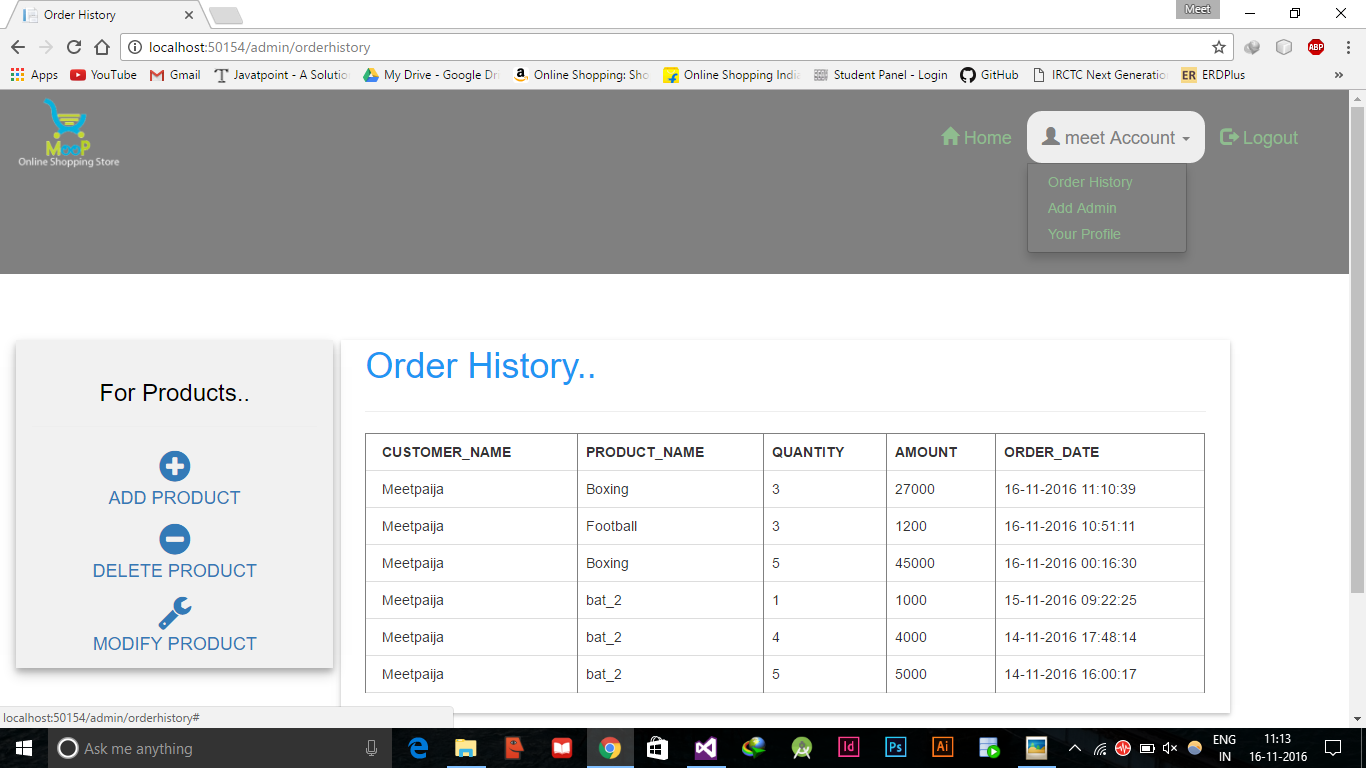 Order History
Meet
localhost:50154/admin/orderhistory
ABP
Apps YouTube Gmail Javatpoint - A Solutio My Drive - Google Dr Online Shopping: Sho Online Shopping India Student Panel - Login GitHub IRCTC Next Generatio ER ERDPlus »
MeeP
Online Shopping Store
Home meet Account Logout
Order History
Add Admin
Your Profile
For Products..
ADD PRODUCT
DELETE PRODUCT
MODIFY PRODUCT
Order History..
CUSTOMER_NAME PRODUCT_NAME QUANTITY AMOUNT ORDER_DATE
Meetpaija Boxing 3 27000 16-11-2016 11:10:39
Meetpaija Football 3 1200 16-11-2016 10:51:11
Meetpaija Boxing 5 45000 16-11-2016 00:16:30
Meetpaija bat_2 1 1000 15-11-2016 09:22:25
Meetpaija bat_2 4 4000 14-11-2016 17:48:14
Meetpaija bat_2 5 5000 14-11-2016 16:00:17
localhost:50154/admin/orderhistory#
Ask me anything
Id Ps Ai
ENG
IN
11:13
16-11-2016